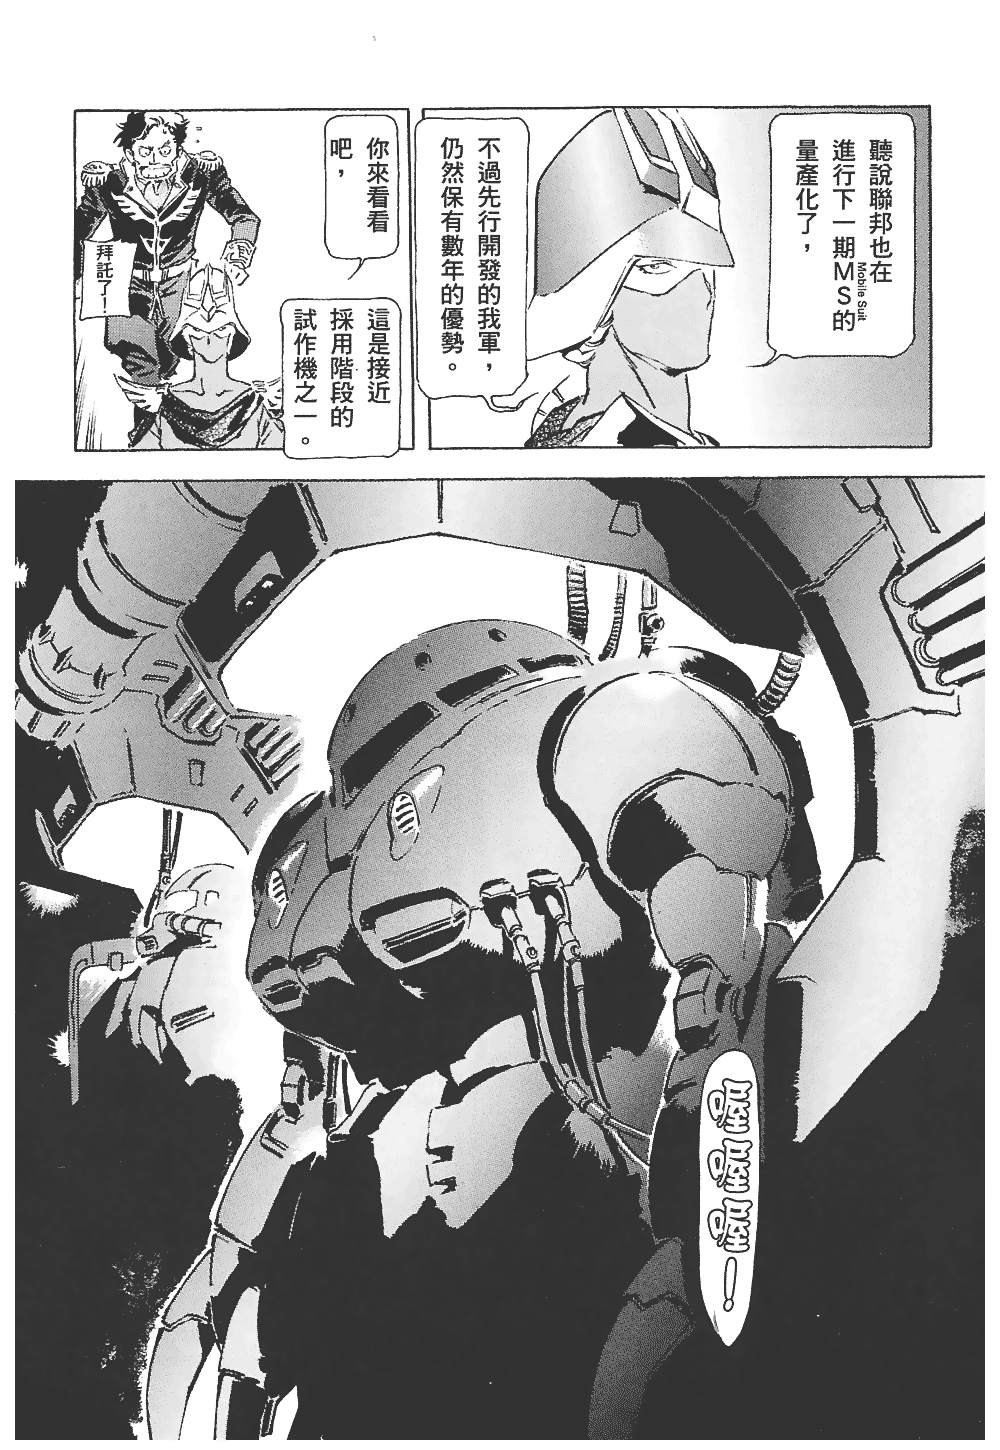 聽說聯邦也在
進行下一期MS的
Mobile Suit
量產化了，
不過先行開發的我軍，
仍然保有數年的優勢。
你來看看
吧，
這是接近
採用階段的
試作機之一。
拜託了！
喔喔喔！